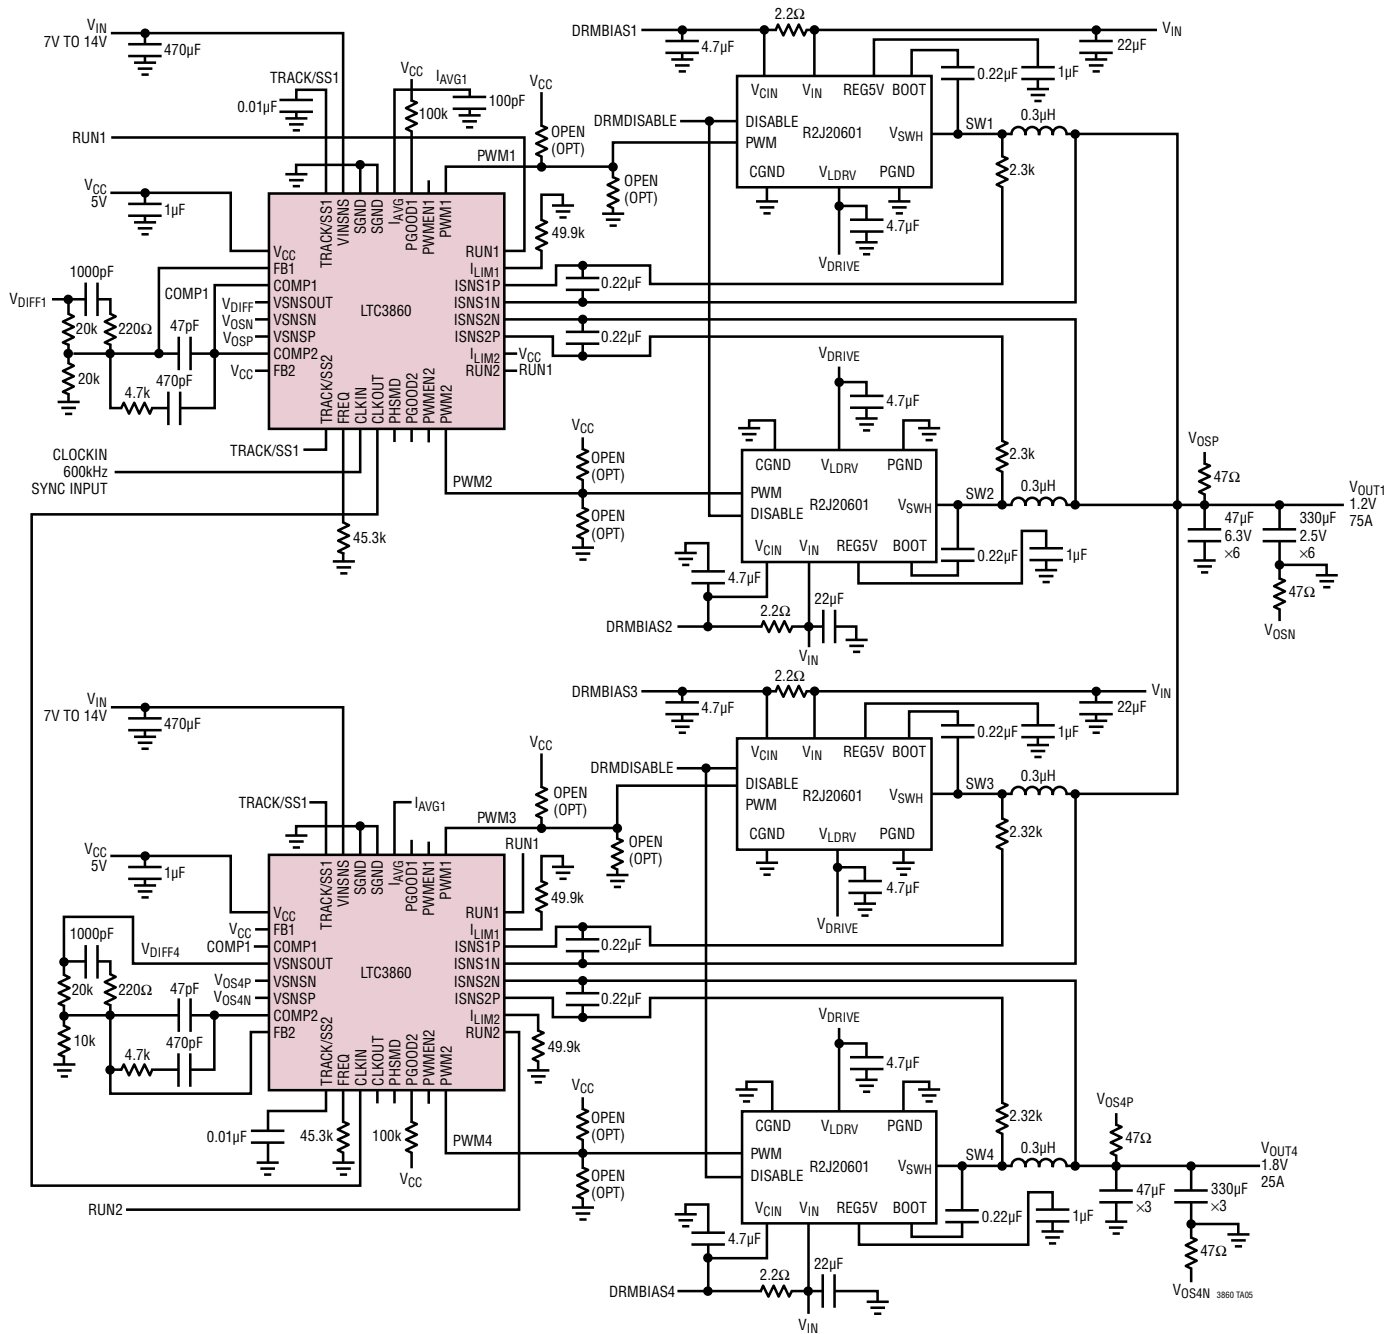 VIN
7V TO 14V
470µF
TRACK/SS1
0.01µF
VCC
100k
IAVG1
100pF
VCC
OPEN
(OPT)
RUN1
PWM1
OPEN
(OPT)
VCC
5V
1µF
TRACK/SS1
VINSNS
SGND
SGND
IAVG
PGOOD1
PWMEN1
PWM1
VCC
FB1
COMP1
VSNSOUT
VSNSN
VSNSP
COMP2
FB2
LTC3860
RUN1
ILIM1
ISNS1P
ISNS1N
ISNS2N
ISNS2P
ILIM2
RUN2
TRACK/SS2
FREQ
CLKIN
CLKOUT
PHSMD
PGOOD2
PWMEN2
PWM2
49.9k
0.22µF
0.22µF
VCC
RUN1
1000pF
VDIFF1
COMP1
VDIFF
VOSN
VOSP
VCC
20k
220Ω
47pF
20k
4.7k
470pF
TRACK/SS1
CLOCKIN
600kHz
SYNC INPUT
45.3k
PWM2
VCC
OPEN
(OPT)
OPEN
(OPT)
DRMBIAS1
4.7µF
2.2Ω
VIN
22µF
VCIN
VIN
REG5V
BOOT
DISABLE
PWM
R2J20601
VSWH
CGND
VLDRV
PGND
DRMDISABLE
0.22µF
1µF
SW1
0.3µH
2.3k
4.7µF
VDRIVE
VDRIVE
4.7µF
CGND
VLDRV
PGND
PWM
DISABLE
R2J20601
VSWH
VCIN
VIN
REG5V
BOOT
2.3k
SW2
0.3µH
0.22µF
1µF
4.7µF
DRMBIAS2
2.2Ω
22µF
VIN
VOSP
47Ω
VOUT1
1.2V
75A
47µF
6.3V
×6
330µF
2.5V
×6
47Ω
VOSN
VIN
7V TO 14V
470µF
TRACK/SS1
IAVG1
VCC
OPEN
(OPT)
PWM3
RUN1
OPEN
(OPT)
VCC
5V
1µF
TRACK/SS1
VINSNS
SGND
SGND
IAVG
PGOOD1
PWMEN1
PWM1
VCC
FB1
COMP1
VSNSOUT
VSNSN
VSNSP
COMP2
FB2
LTC3860
RUN1
ILIM1
ISNS1P
ISNS1N
ISNS2N
ISNS2P
ILIM2
RUN2
TRACK/SS2
FREQ
CLKIN
CLKOUT
PHSMD
PGOOD2
PWMEN2
PWM2
49.9k
0.22µF
0.22µF
49.9k
VCC
COMP1
1000pF
VDIFF4
VOS4P
VOS4N
20k
220Ω
47pF
10k
4.7k
470pF
0.01µF
45.3k
100k
VCC
RUN2
PWM4
VCC
OPEN
(OPT)
OPEN
(OPT)
DRMBIAS3
4.7µF
2.2Ω
VIN
22µF
VCIN
VIN
REG5V
BOOT
DISABLE
PWM
R2J20601
VSWH
CGND
VLDRV
PGND
DRMDISABLE
0.22µF
1µF
SW3
0.3µH
2.32k
4.7µF
VDRIVE
VDRIVE
4.7µF
CGND
VLDRV
PGND
PWM
DISABLE
R2J20601
VSWH
VCIN
VIN
REG5V
BOOT
2.32k
SW4
0.3µH
0.22µF
1µF
4.7µF
DRMBIAS4
2.2Ω
22µF
VIN
VOS4P
47Ω
VOUT4
1.8V
25A
47µF
×3
330µF
×3
47Ω
VOS4N
3860 TA05